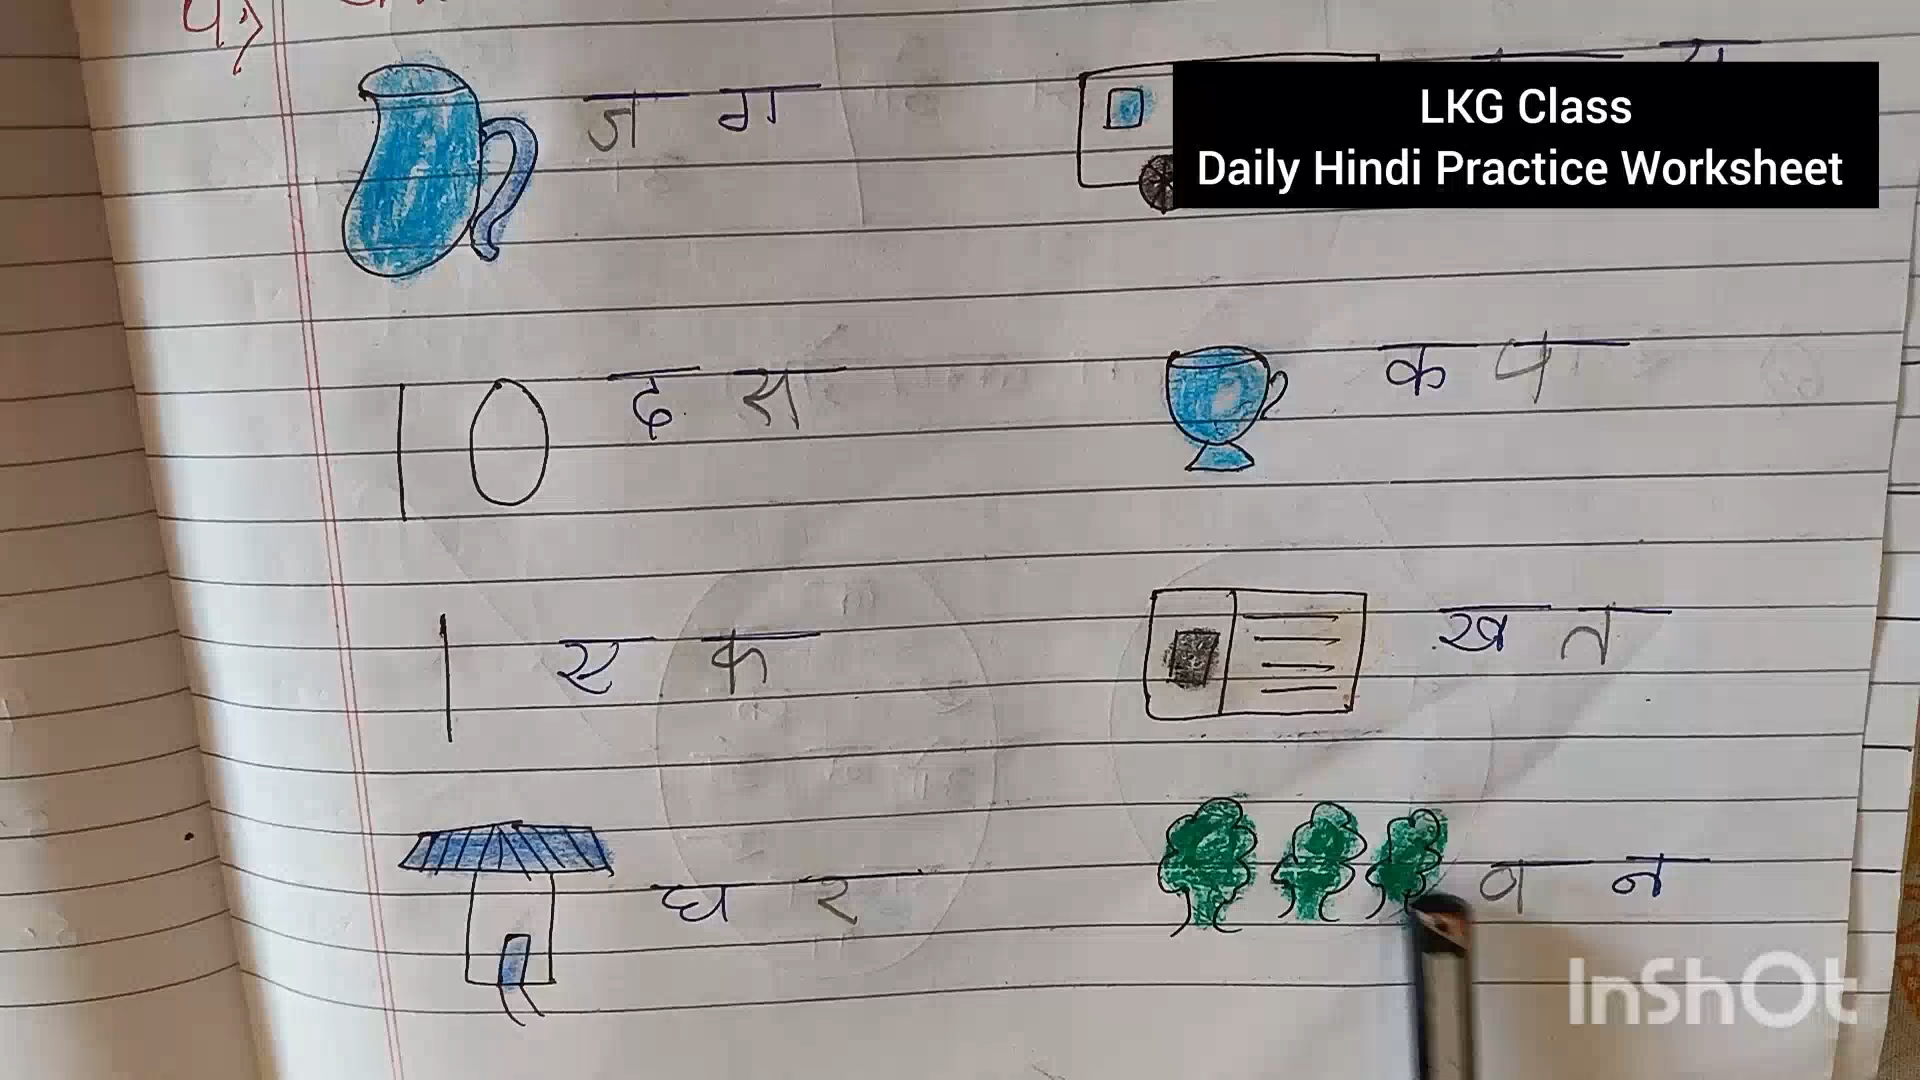 LKG Class
Daily Hindi Practice Worksheet
ज ग
10 द स
क प
1 ए क
ख त
घ र
व न
InShOt